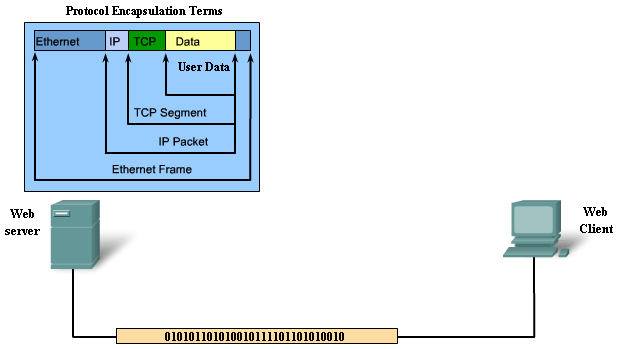 Protocol Encapsulation Terms
Ethernet IP TCP Data
User Data
TCP Segment
IP Packet
Ethernet Frame
Web
server
Web
Client
0101011010100101111101101010010